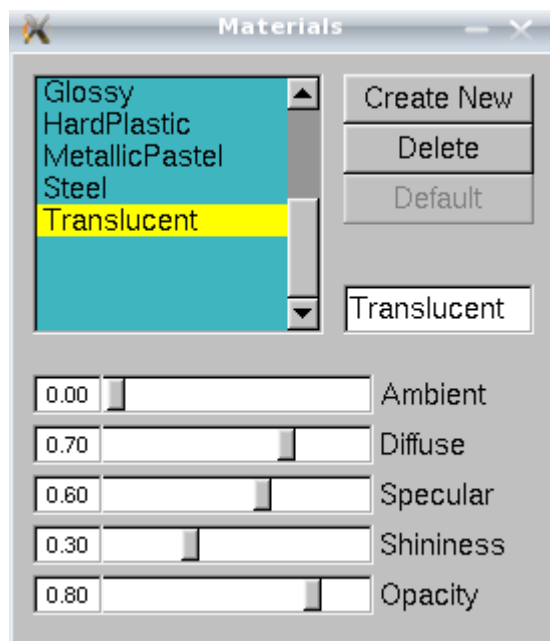 Materials
Glossy
HardPlastic
MetallicPastel
Steel
Translucent
Create New
Delete
Default
Translucent
0.00 Ambient
0.70 Diffuse
0.60 Specular
0.30 Shininess
0.80 Opacity